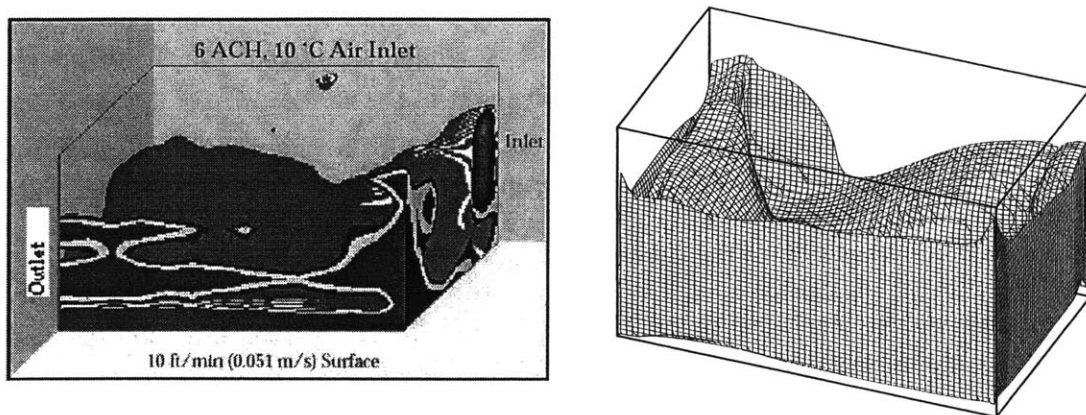 6 ACH, 10 °C Air Inlet
Inlet
Outlet
10 ft/min (0.051 m/s) Surface